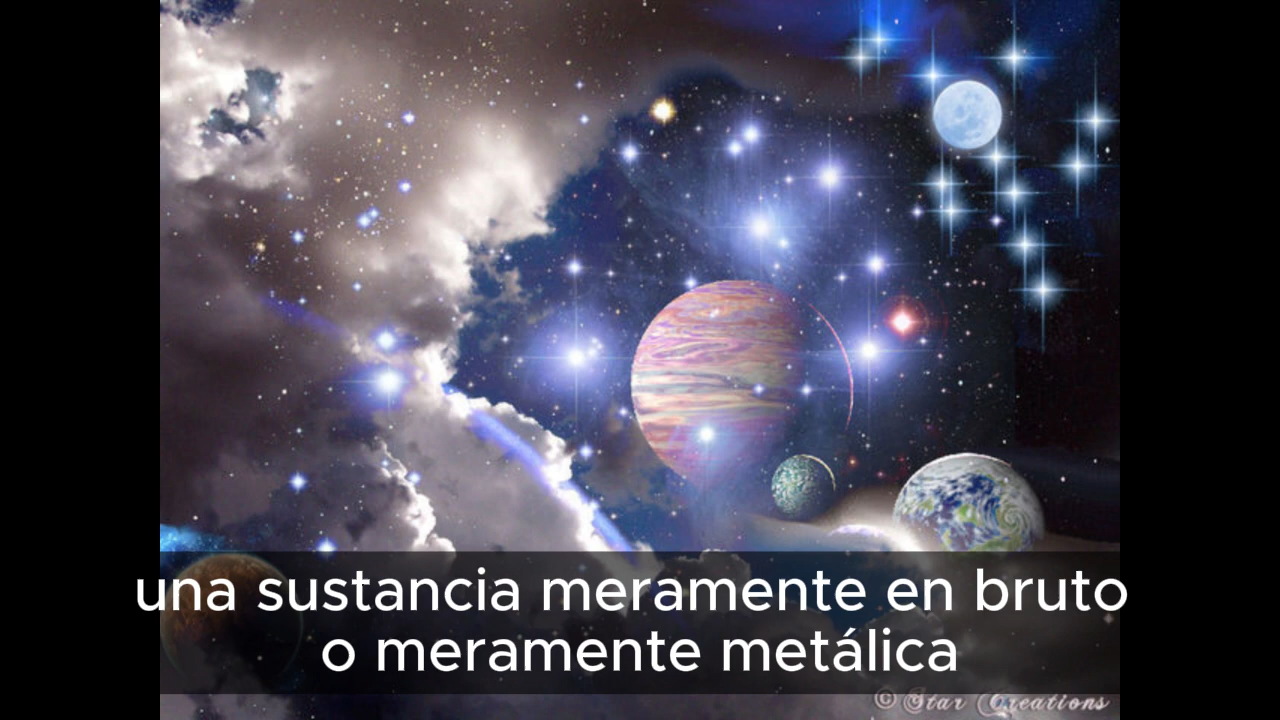 una sustancia meramente en bruto
o meramente metálica
© Star Creations